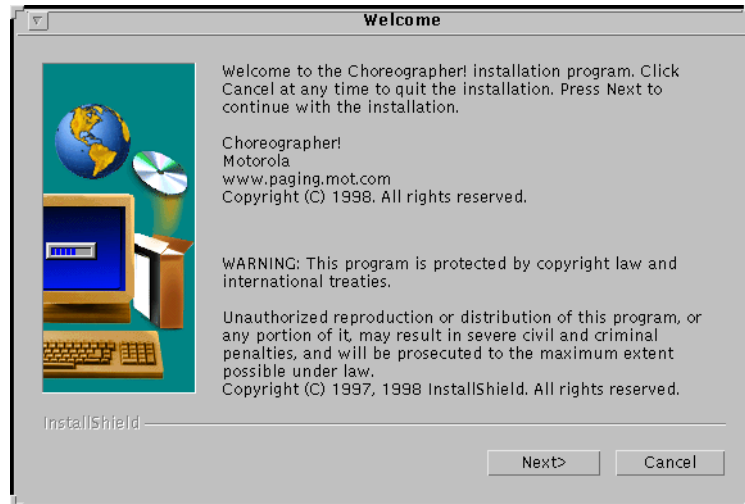 Welcome
Welcome to the Choreographer! installation program. Click
Cancel at any time to quit the installation. Press Next to
continue with the installation.
Choreographer!
Motorola
www.paging.mot.com
Copyright (C) 1998. All rights reserved.
WARNING: This program is protected by copyright law and
international treaties.
Unauthorized reproduction or distribution of this program, or
any portion of it, may result in severe civil and criminal
penalties, and will be prosecuted to the maximum extent
possible under law.
Copyright (C) 1997, 1998 InstallShield. All rights reserved.
InstallShield
Next> Cancel